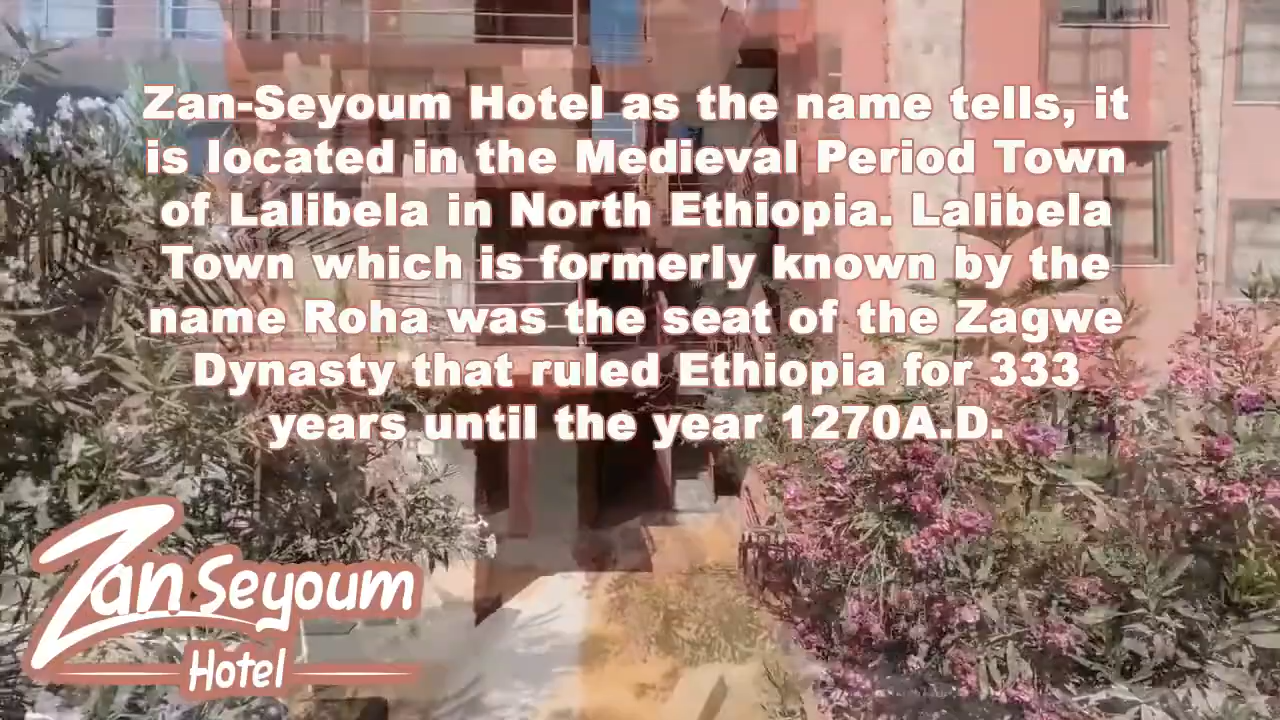 Zan-Seyoum Hotel as the name tells, it
is located in the Medieval Period Town
of Lalibela in North Ethiopia. Lalibela
Town which is formerly known by the
name Roha was the seat of the Zagwe
Dynasty that ruled Ethiopia for 333
years until the year 1270A.D.
Zan Seyoum
Hotel